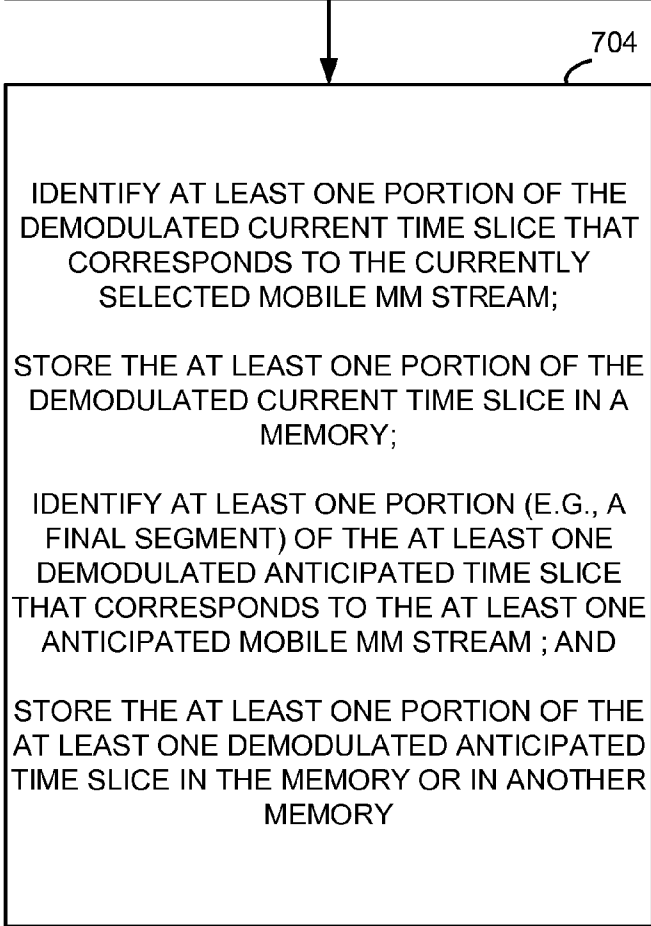 704
IDENTIFY AT LEAST ONE PORTION OF THE
DEMODULATED CURRENT TIME SLICE THAT
CORRESPONDS TO THE CURRENTLY
SELECTED MOBILE MM STREAM;
STORE THE AT LEAST ONE PORTION OF THE
DEMODULATED CURRENT TIME SLICE IN A
MEMORY;
IDENTIFY AT LEAST ONE PORTION (E.G., A
FINAL SEGMENT) OF THE AT LEAST ONE
DEMODULATED ANTICIPATED TIME SLICE
THAT CORRESPONDS TO THE AT LEAST ONE
ANTICIPATED MOBILE MM STREAM ; AND
STORE THE AT LEAST ONE PORTION OF THE
AT LEAST ONE DEMODULATED ANTICIPATED
TIME SLICE IN THE MEMORY OR IN ANOTHER
MEMORY